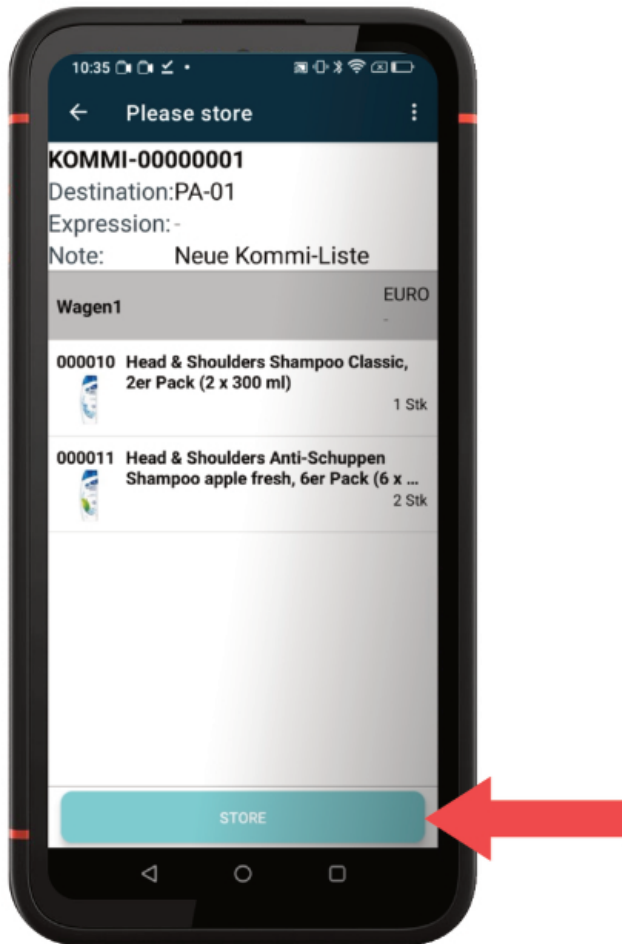 10:35
Please store
KOMMI-00000001
Destination:PA-01
Expression: -
Note: Neue Kommi-Liste
Wagen1 EURO
-
000010 Head & Shoulders Shampoo Classic,
2er Pack (2 x 300 ml)
1 Stk
000011 Head & Shoulders Anti-Schuppen
Shampoo apple fresh, 6er Pack (6 x ...
2 Stk
STORE